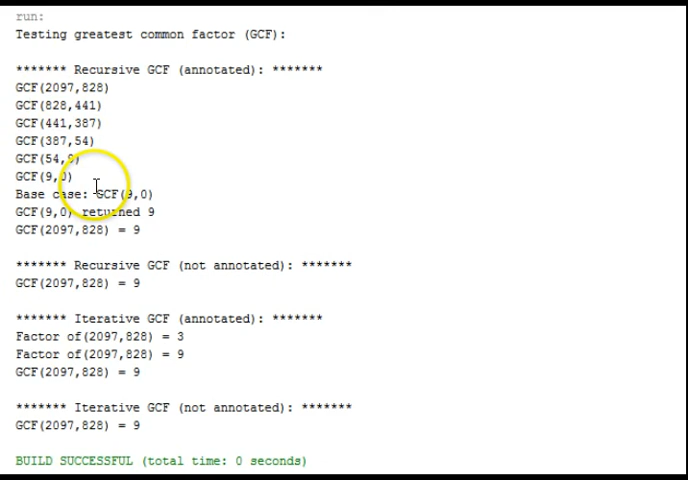 run:
Testing greatest common factor (GCF):
******* Recursive GCF (annotated): *******
GCF(2097,828)
GCF(828,441)
GCF(441,387)
GCF(387,54)
GCF(54,9)
GCF(9,0)
Base case: GCF(9,0)
GCF(9,0) returned 9
GCF(2097,828) = 9
******* Recursive GCF (not annotated): *******
GCF(2097,828) = 9
******* Iterative GCF (annotated): *******
Factor of(2097,828) = 3
Factor of(2097,828) = 9
GCF(2097,828) = 9
******* Iterative GCF (not annotated): *******
GCF(2097,828) = 9
BUILD SUCCESSFUL (total time: 0 seconds)